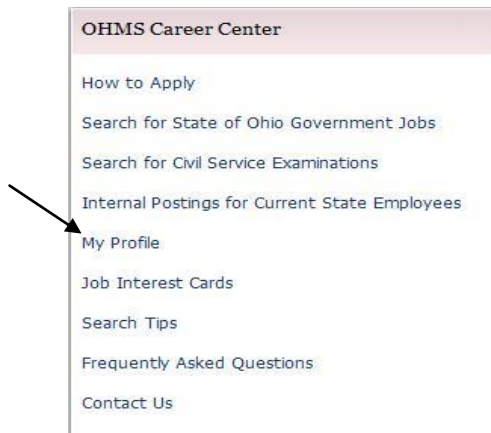 OHMS Career Center
How to Apply
Search for State of Ohio Government Jobs
Search for Civil Service Examinations
Internal Postings for Current State Employees
My Profile
Job Interest Cards
Search Tips
Frequently Asked Questions
Contact Us